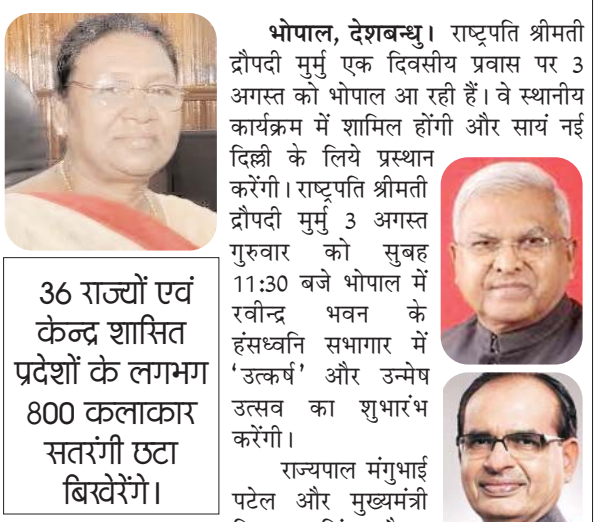 भोपाल, देशबन्धु। राष्ट्रपति श्रीमती
द्रौपदी मुर्मु एक दिवसीय प्रवास पर 3
अगस्त को भोपाल आ रही हैं। वे स्थानीय
कार्यक्रम में शामिल होंगी और सायं नई
दिल्ली के लिये प्रस्थान
करेंगी। राष्ट्रपति श्रीमती
द्रौपदी मुर्मु 3 अगस्त
गुरुवार को सुबह
11:30 बजे भोपाल में
रवीन्द्र भवन के
हंसध्वनि सभागार में
‘उत्कर्ष’ और उन्मेष
उत्सव का शुभारंभ
करेंगी।
राज्यपाल मंगुभाई
पटेल और मुख्यमंत्री
36 राज्यों एवं
केन्द्र शासित
प्रदेशों के लगभग
800 कलाकार
सतरंगी छटा
बिखेरेंगे।